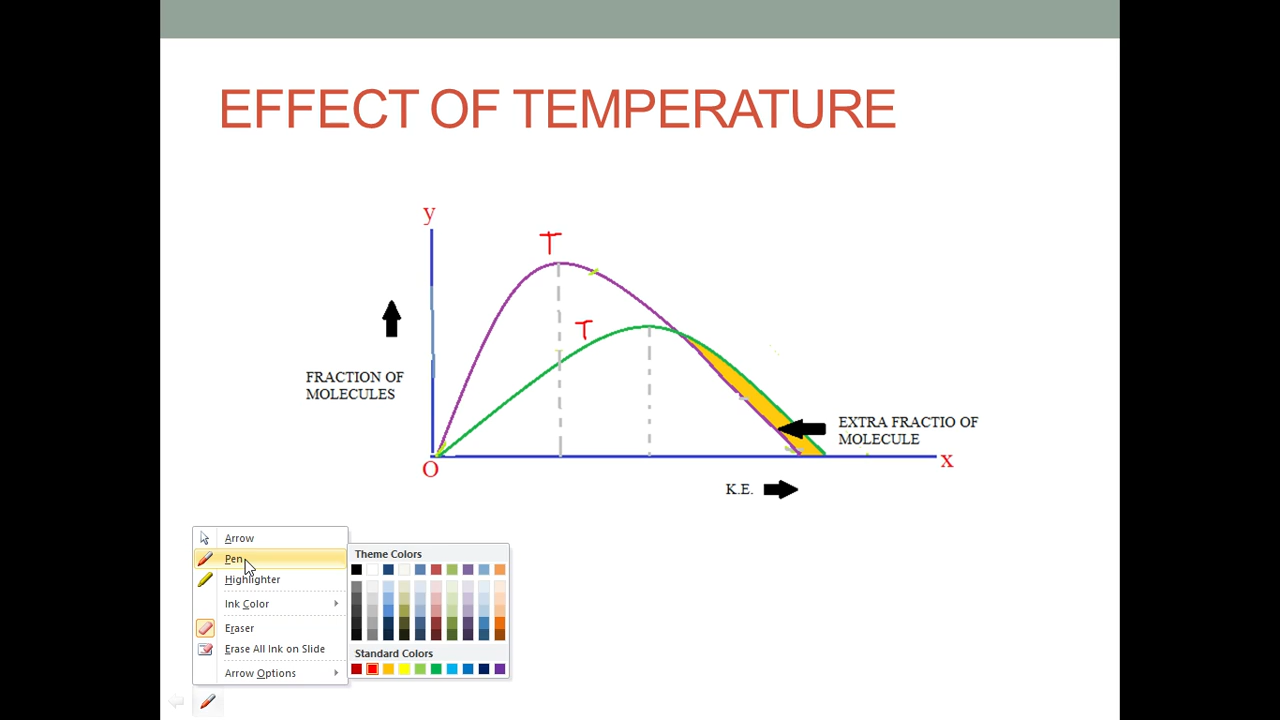 EFFECT OF TEMPERATURE
y
T
T
FRACTION OF
MOLECULES
EXTRA FRACTIO OF
MOLECULE
O
x
K.E.
Arrow
Pen
Highlighter
Ink Color
Eraser
Erase All Ink on Slide
Arrow Options
Theme Colors
Standard Colors